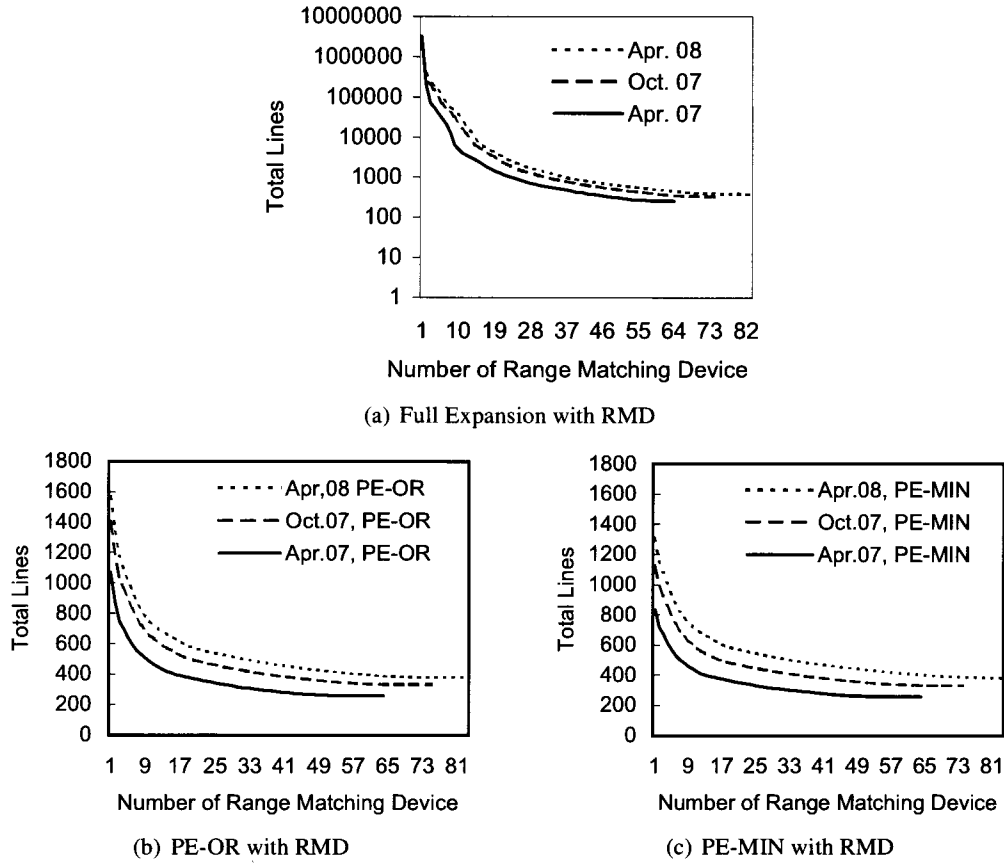 10000000
1000000
100000
10000
1000
100
10
1
Total Lines
Apr. 08
Oct. 07
Apr. 07
1 10 19 28 37 46 55 64 73 82
Number of Range Matching Device
(a) Full Expansion with RMD
1800
1600
1400
1200
1000
800
600
400
200
0
Total Lines
Apr,08 PE-OR
Oct.07, PE-OR
Apr.07, PE-OR
1 9 17 25 33 41 49 57 65 73 81
Number of Range Matching Device
(b) PE-OR with RMD
1800
1600
1400
1200
1000
800
600
400
200
0
Total Lines
Apr.08, PE-MIN
Oct.07, PE-MIN
Apr.07, PE-MIN
1 9 17 25 33 41 49 57 65 73 81
Number of Range Matching Device
(c) PE-MIN with RMD